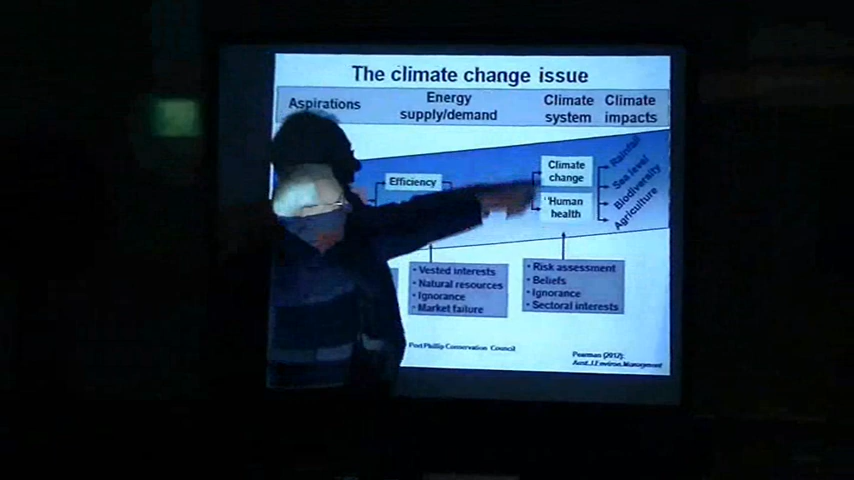 The climate change issue
Aspirations
Energy
supply/demand
Climate
system
Climate
impacts
Efficiency
Climate
change
Human
health
Rainfall
Sea level
Biodiversity
Agriculture
• Vested interests
• Natural resources
• Ignorance
• Market failure
• Risk assessment
• Beliefs
• Ignorance
• Sectoral interests
Port Phillip Conservation Council
Pearman (2012):
Aust.J.Environ.Managment